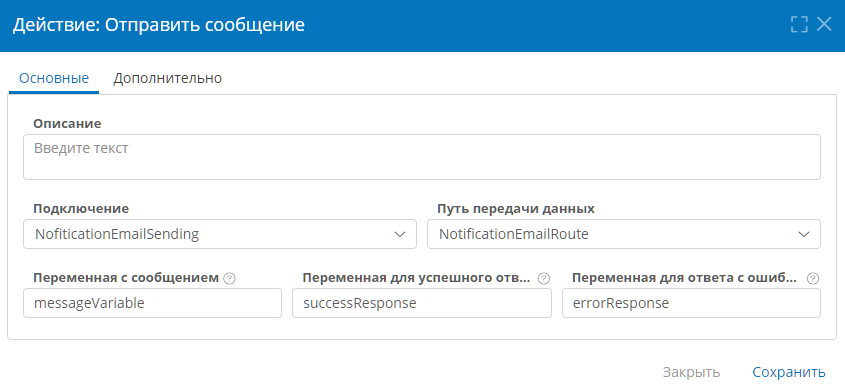 Действие: Отправить сообщение
Основные Дополнительно
Описание
Введите текст
Подключение Путь передачи данных
NofiticationEmailSending NotificationEmailRoute
Переменная с сообщением Переменная для успешного отв... Переменная для ответа с ошиб...
messageVariable successResponse errorResponse
Закрыть Сохранить